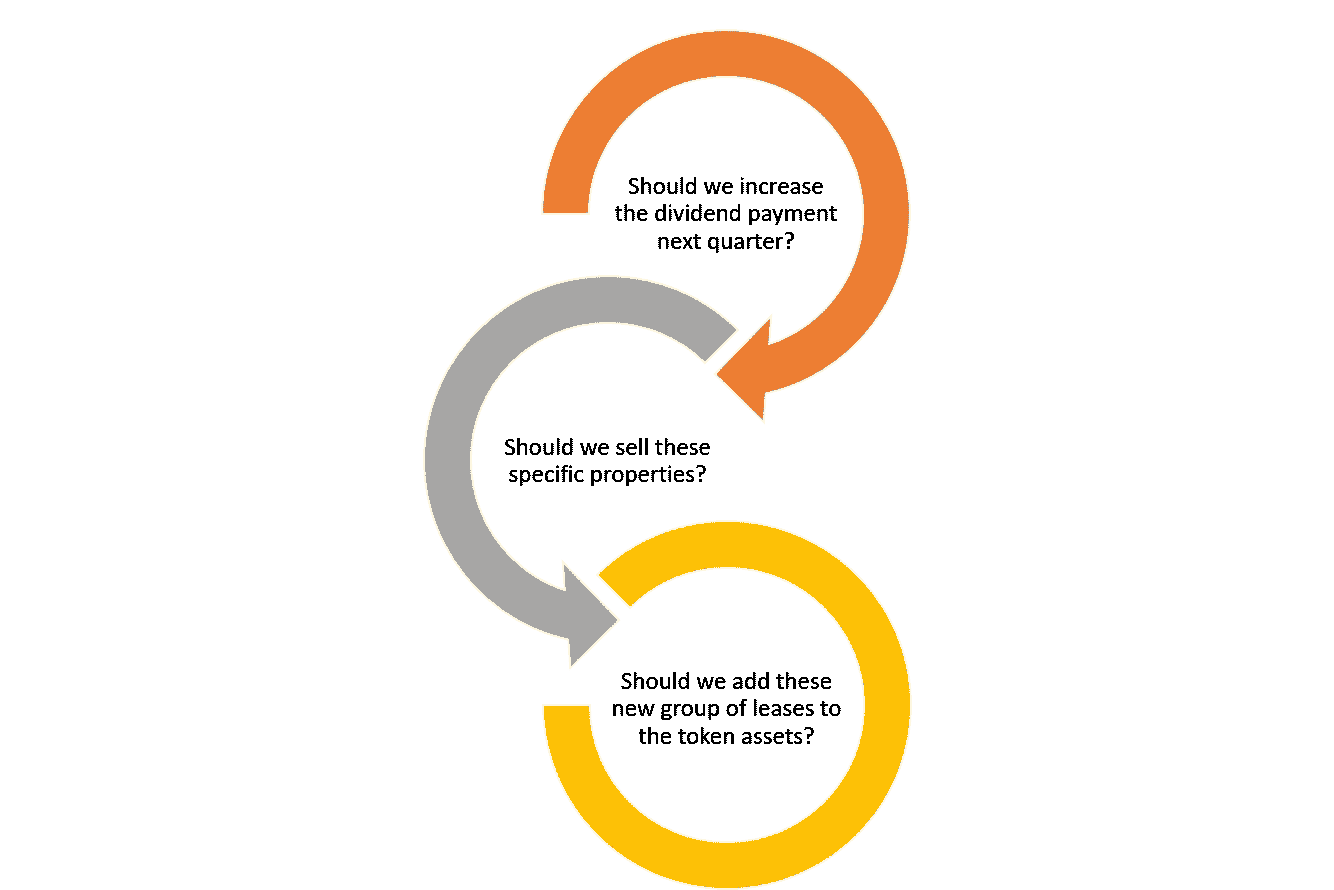 Should we increase
the dividend payment
next quarter?
Should we sell these
specific properties?
Should we add these
new group of leases to
the token assets?